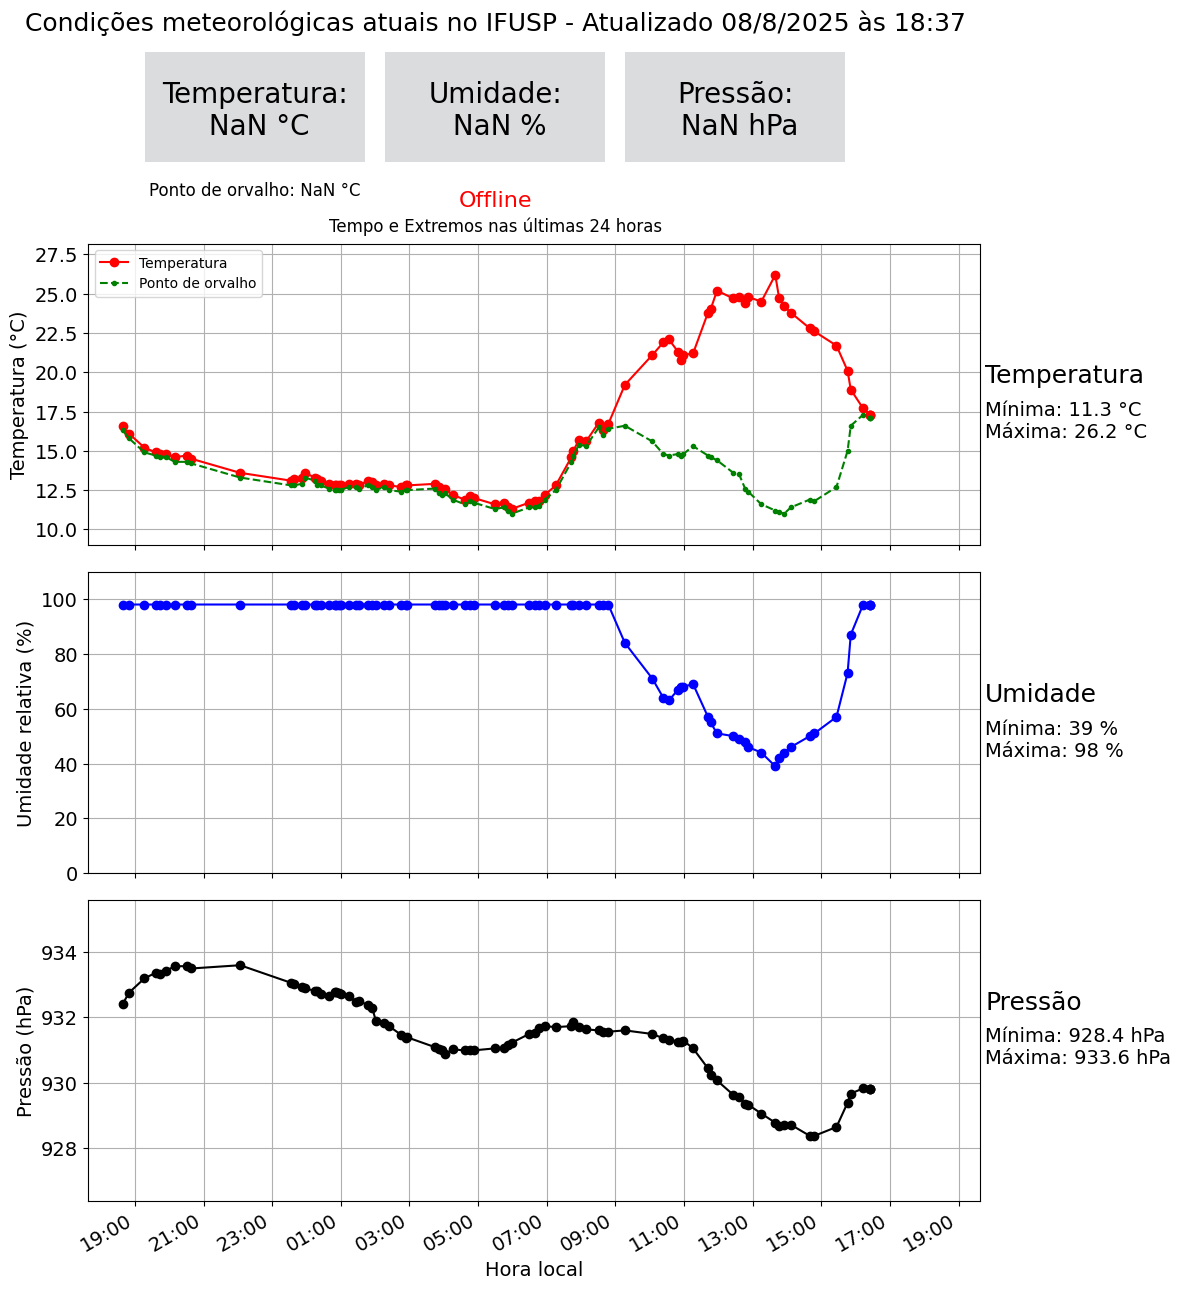 Condições meteorológicas atuais no IFUSP - Atualizado 08/8/2025 às 18:37
Temperatura:
NaN °C
Umidade:
NaN %
Pressão:
NaN hPa
Ponto de orvalho: NaN °C
Offline
Tempo e Extremos nas últimas 24 horas
Temperatura (°C)
27.5
25.0
22.5
20.0
17.5
15.0
12.5
10.0
Temperatura
Ponto de orvalho
Temperatura
Mínima: 11.3 °C
Máxima: 26.2 °C
Umidade relativa (%)
100
80
60
40
20
0
Umidade
Mínima: 39 %
Máxima: 98 %
Pressão (hPa)
934
932
930
928
Pressão
Mínima: 928.4 hPa
Máxima: 933.6 hPa
19:00 21:00 23:00 01:00 03:00 05:00 07:00 09:00 11:00 13:00 15:00 17:00 19:00
Hora local